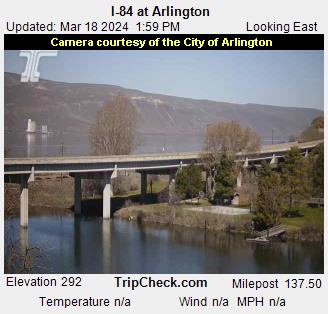 I-84 at Arlington
Updated: Mar 18 2024 1:59 PM Looking East
Camera courtesy of the City of Arlington
Elevation 292 TripCheck.com Milepost 137.50
Temperature n/a Wind n/a MPH n/a